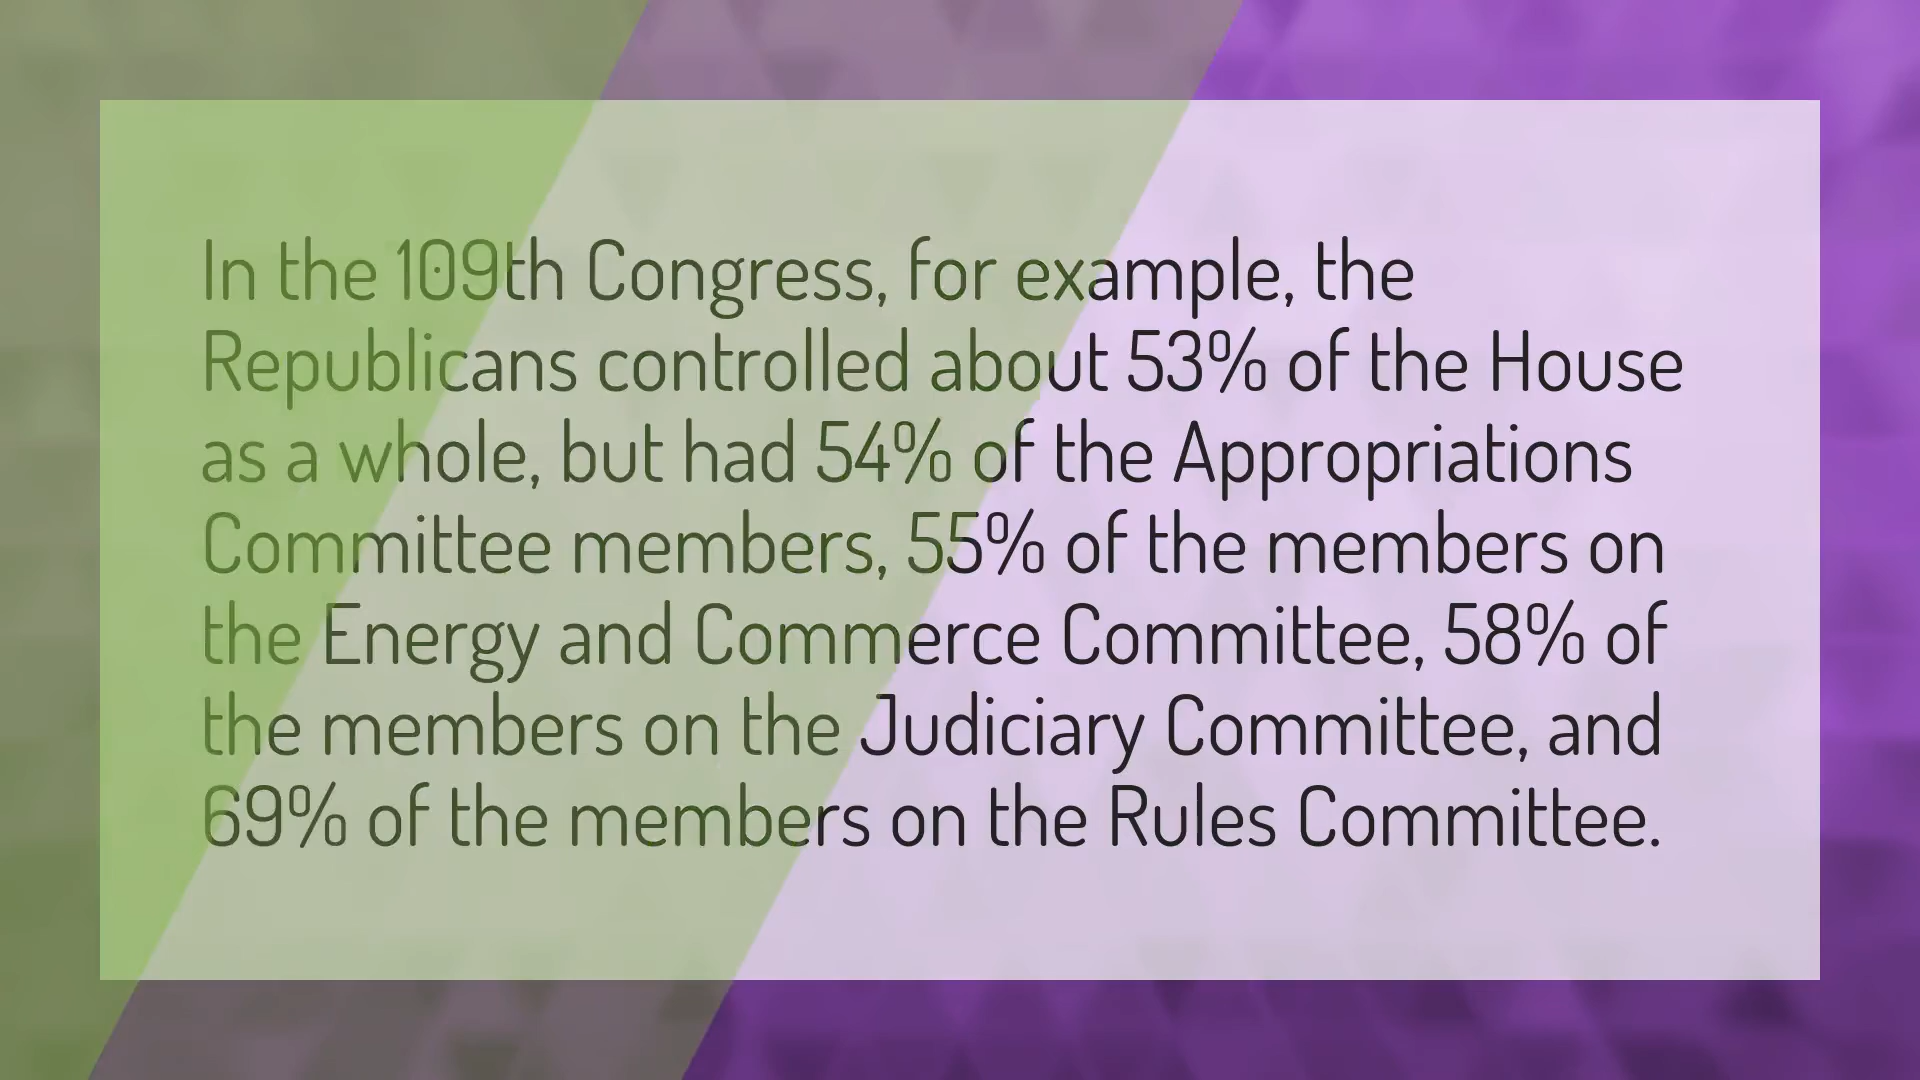 In the 109th Congress, for example, the
Republicans controlled about 53% of the House
as a whole, but had 54% of the Appropriations
Committee members, 55% of the members on
the Energy and Commerce Committee, 58% of
the members on the Judiciary Committee, and
69% of the members on the Rules Committee.